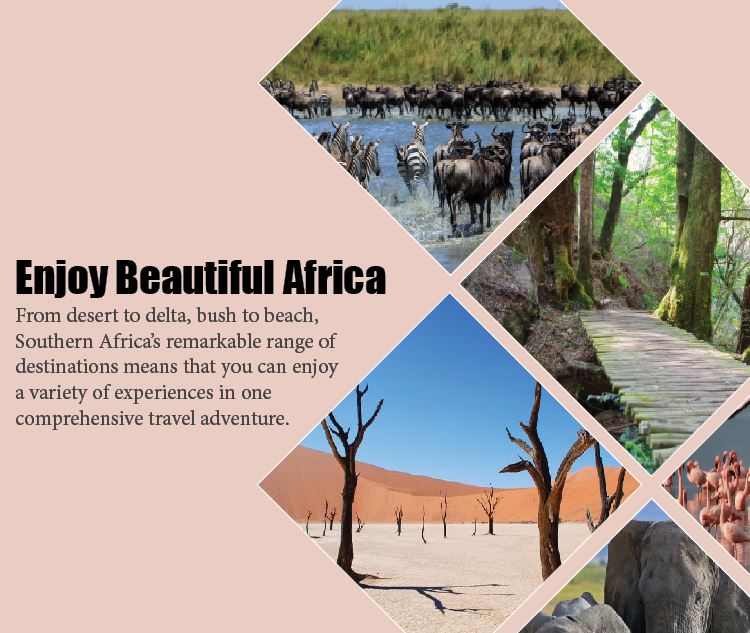 Enjoy Beautiful Africa
From desert to delta, bush to beach,
Southern Africa’s remarkable range of
destinations means that you can enjoy
a variety of experiences in one
comprehensive travel adventure.